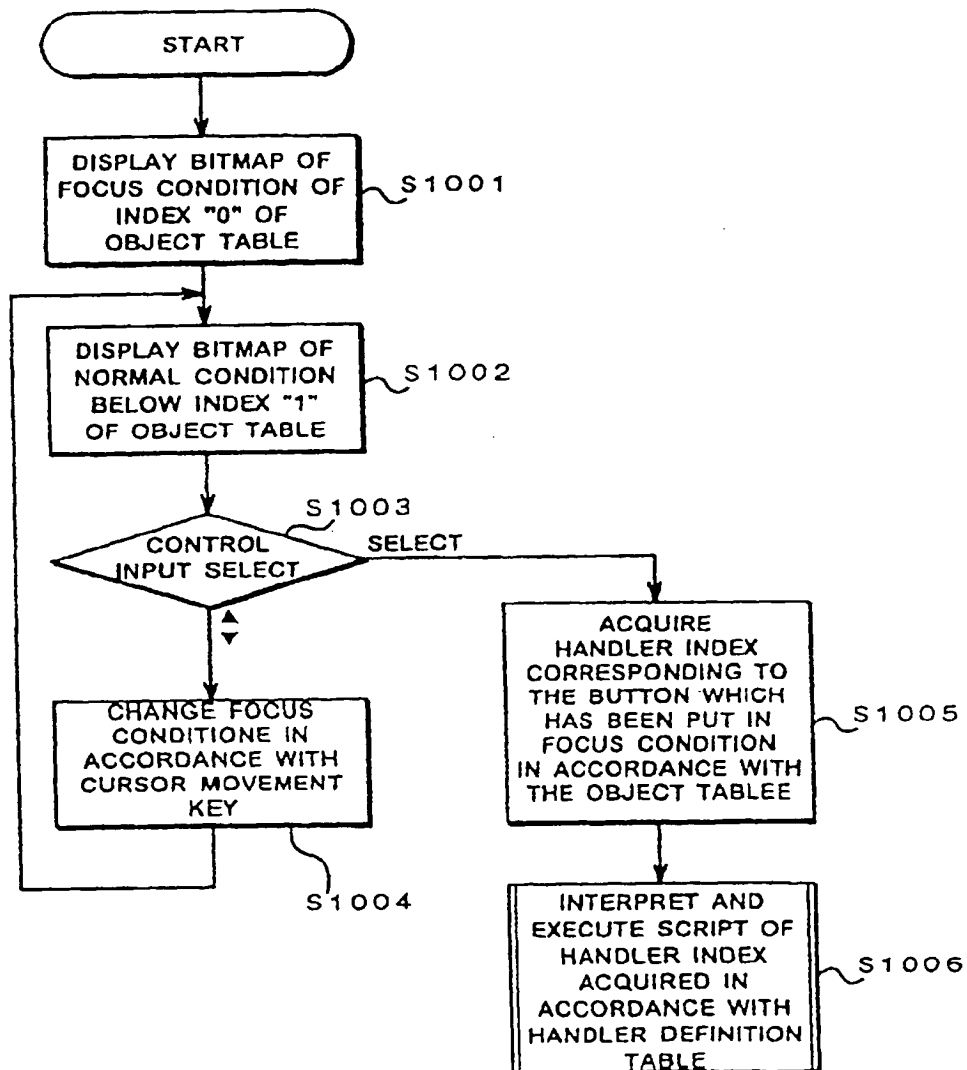 START
DISPLAY BITMAP OF
FOCUS CONDITION OF
INDEX "0" OF
OBJECT TABLE
S1001
DISPLAY BITMAP OF
NORMAL CONDITION
BELOW INDEX "1"
OF OBJECT TABLE
S1002
S1003
CONTROL
INPUT SELECT
SELECT
CHANGE FOCUS
CONDITIONE IN
ACCORDANCE WITH
CURSOR MOVEMENT
KEY
S1004
ACQUIRE
HANDLER INDEX
CORRESPONDING TO
THE BUTTON WHICH
HAS BEEN PUT IN
FOCUS CONDITION
IN ACCORDANCE WITH
THE OBJECT TABLEE
S1005
INTERPRET AND
EXECUTE SCRIPT OF
HANDLER INDEX
ACQUIRED IN
ACCORDANCE WITH
HANDLER DEFINITION
TABLE
S1006